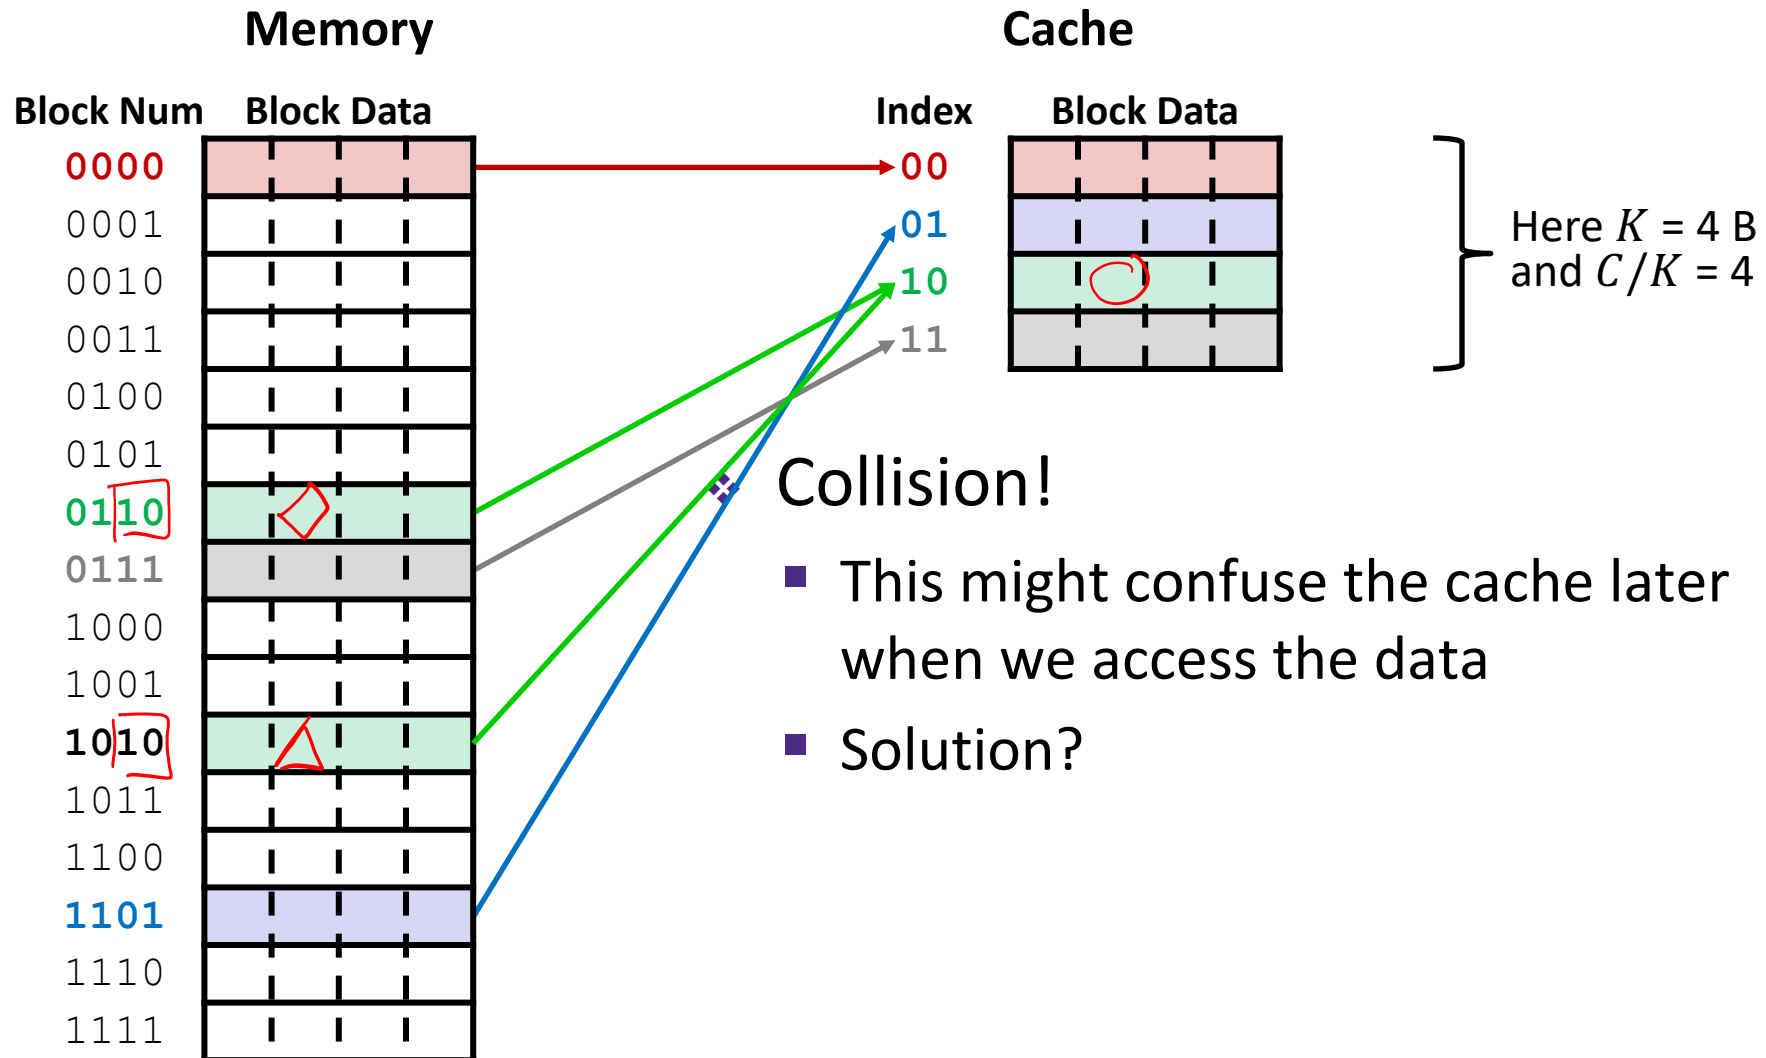 Memory
Cache
Block Num Block Data
Index Block Data
0000
0001
0010
0011
0100
0101
0110
0111
1000
1001
1010
1011
1100
1101
1110
1111
00
01
10
11
Here K = 4 B
and C/K = 4
Collision!
This might confuse the cache later
when we access the data
Solution?